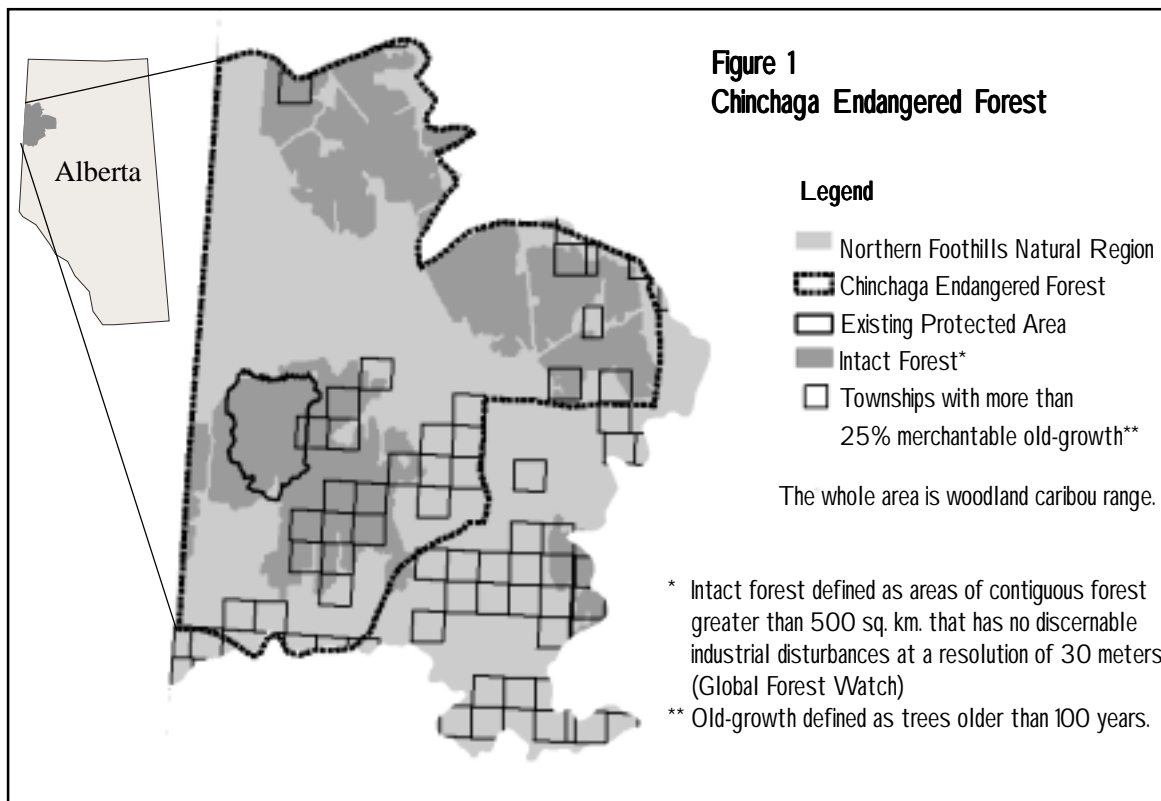 Figure 1
Chinchaga Endangered Forest
Alberta
Legend
Northern Foothills Natural Region
Chinchaga Endangered Forest
Existing Protected Area
Intact Forest*
Townships with more than
25% merchantable old-growth**
The whole area is woodland caribou range.
* Intact forest defined as areas of contiguous forest
greater than 500 sq. km. that has no discernable
industrial disturbances at a resolution of 30 meters
(Global Forest Watch)
** Old-growth defined as trees older than 100 years.